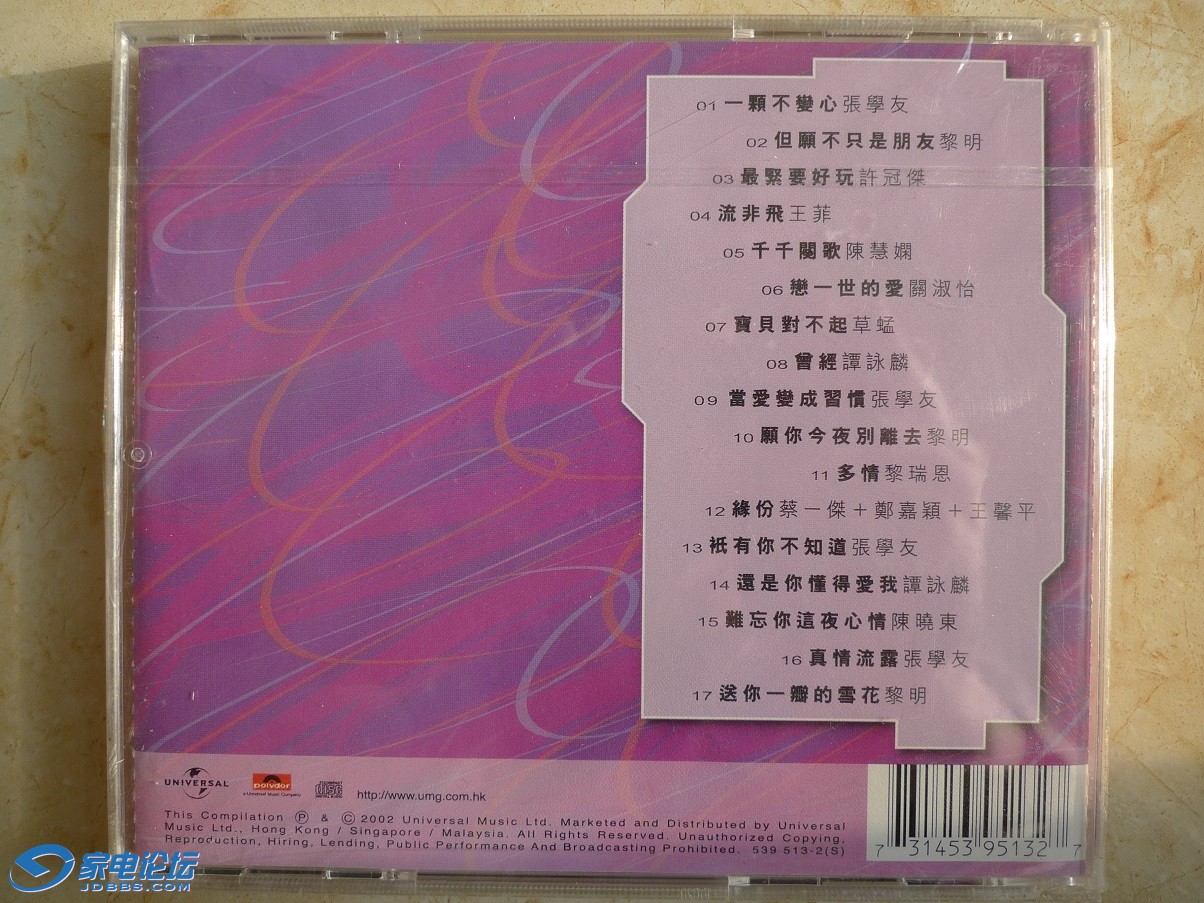 01 一顆不變心 張學友
02 但願不只是朋友 黎明
03 最緊要好玩 許冠傑
04 流非飛 王菲
05 千千闋歌 陳慧嫻
06 戀一世的愛 關淑怡
07 寶貝對不起 草蜢
08 曾經 譚詠麟
09 當愛變成習慣 張學友
10 願你今夜別離去 黎明
11 多情 黎瑞恩
12 緣份 蔡一傑+鄭嘉穎+王馨平
13 衹有你不知道 張學友
14 還是你懂得愛我 譚詠麟
15 難忘你這夜心情 陳曉東
16 真情流露 張學友
17 送你一瓣的雪花 黎明
UNIVERSAL polydor disc http://www.umg.com.hk
a Universal Music Company
This Compilation Ⓟ & Ⓒ 2002 Universal Music Ltd. Marketed and Distributed by Universal
Music Ltd., Hong Kong / Singapore / Malaysia. All Rights Reserved. Unauthorized Copying,
Reproduction, Hiring, Lending, Public Performance And Broadcasting Prohibited. 539 513-2(S)
7 31453 95132 7
家电论坛
JDBBS.COM